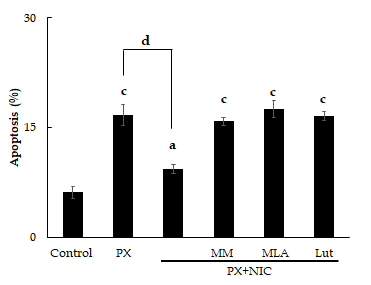 30
d
c
c
c
c
a
15
Apoptosis (%)
0
Control PX MM MLA Lut
PX+NIC